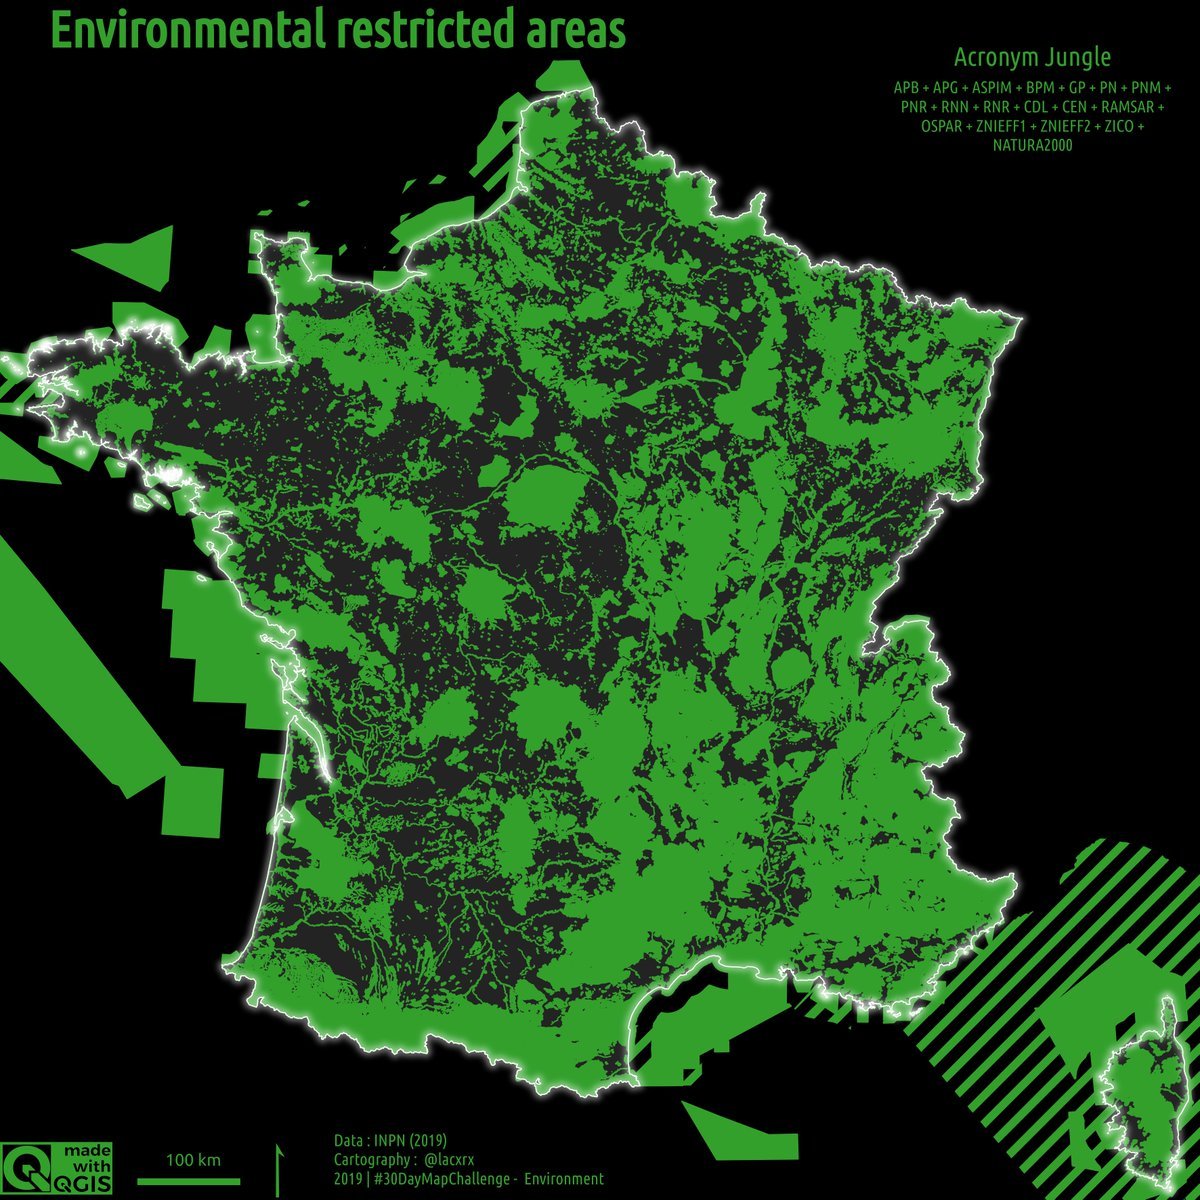 Environmental restricted areas
Acronym Jungle
APB + APG + ASPIM + BPM + GP + PN + PNM +
PNR + RNN + RNR + CDL + CEN + RAMSAR +
OSPAR + ZNIEFF1 + ZNIEFF2 + ZICO +
NATURA2000
made
with
QGIS
100 km
Data : INPN (2019)
Cartography : @lacxrx
2019 | #30DayMapChallenge - Environment